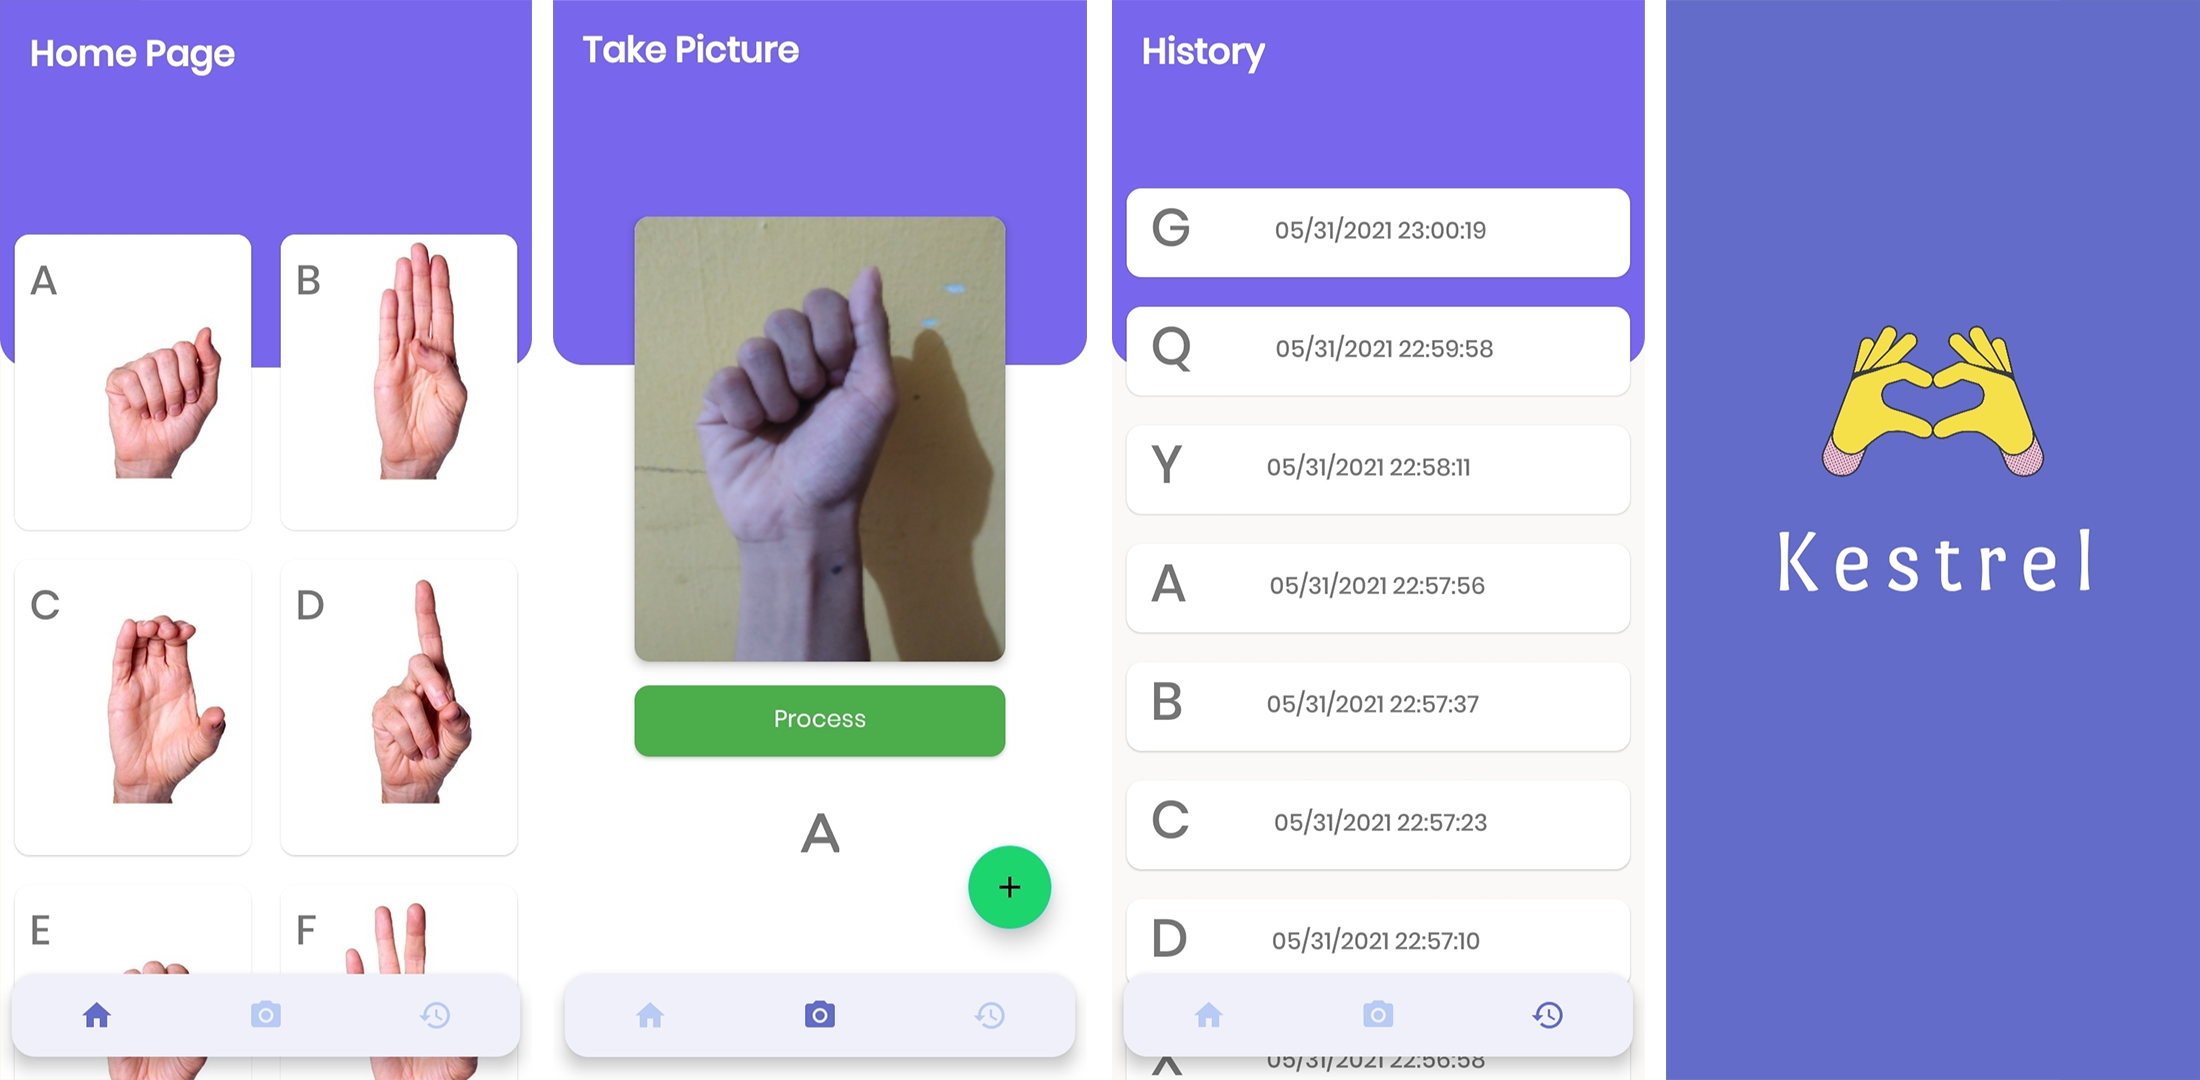 Home Page
A
B
C
D
E
F
Take Picture
Process
A
+
History
G 05/31/2021 23:00:19
Q 05/31/2021 22:59:58
Y 05/31/2021 22:58:11
A 05/31/2021 22:57:56
B 05/31/2021 22:57:37
C 05/31/2021 22:57:23
D 05/31/2021 22:57:10
X 05/31/2021 22:56:58
Kestrel